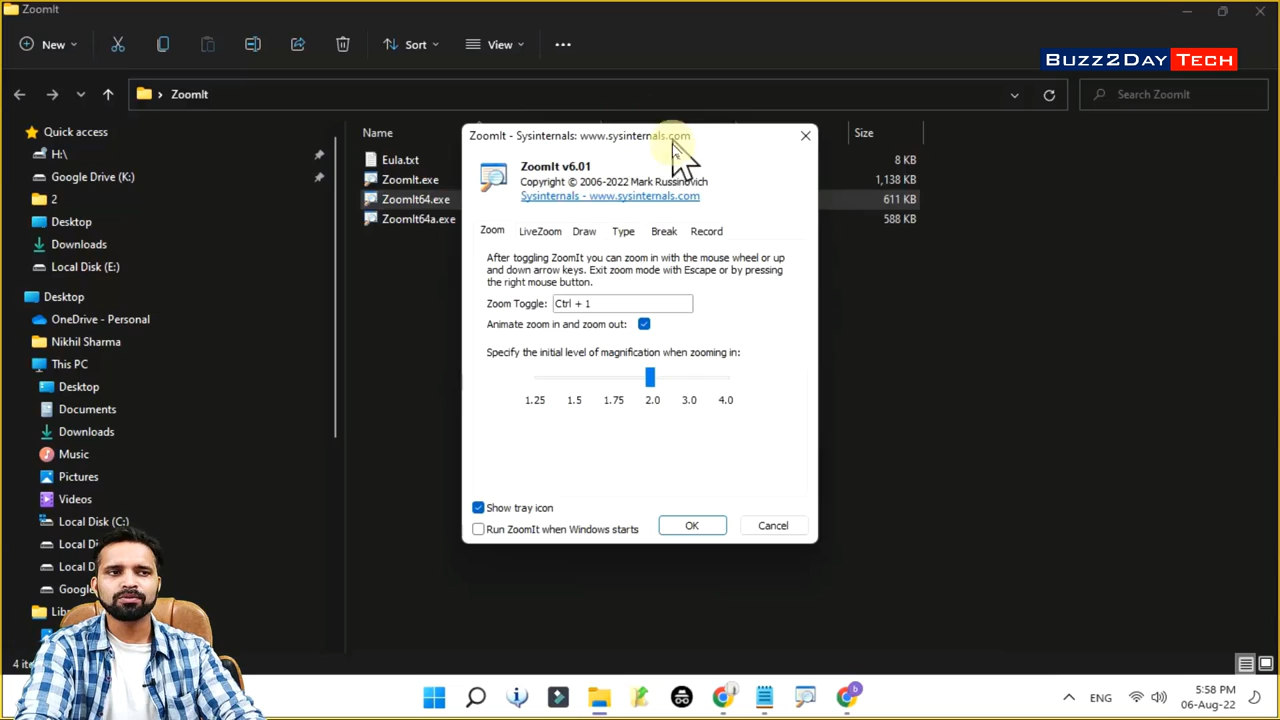 ZoomIt
New
Sort
View
Buzz2Day Tech
ZoomIt
Search ZoomIt
Quick access
H:\
Google Drive (K:)
2
Desktop
Downloads
Local Disk (E:)
Desktop
OneDrive - Personal
Nikhil Sharma
This PC
Desktop
Documents
Downloads
Music
Pictures
Videos
Local Disk (C:)
Local D
Local D
Google
Lib
4 it
Name
Size
Eula.txt
8 KB
ZoomIt.exe
1,138 KB
ZoomIt64.exe
611 KB
ZoomIt64a.exe
588 KB
ZoomIt - Sysinternals: www.sysinternals.com
ZoomIt v6.01
Copyright © 2006-2022 Mark Russinovich
Sysinternals - www.sysinternals.com
Zoom LiveZoom Draw Type Break Record
After toggling ZoomIt you can zoom in with the mouse wheel or up
and down arrow keys. Exit zoom mode with Escape or by pressing
the right mouse button.
Zoom Toggle: Ctrl + 1
Animate zoom in and zoom out:
Specify the initial level of magnification when zooming in:
1.25 1.5 1.75 2.0 3.0 4.0
Show tray icon
Run ZoomIt when Windows starts
OK
Cancel
ENG
5:58 PM
06-Aug-22